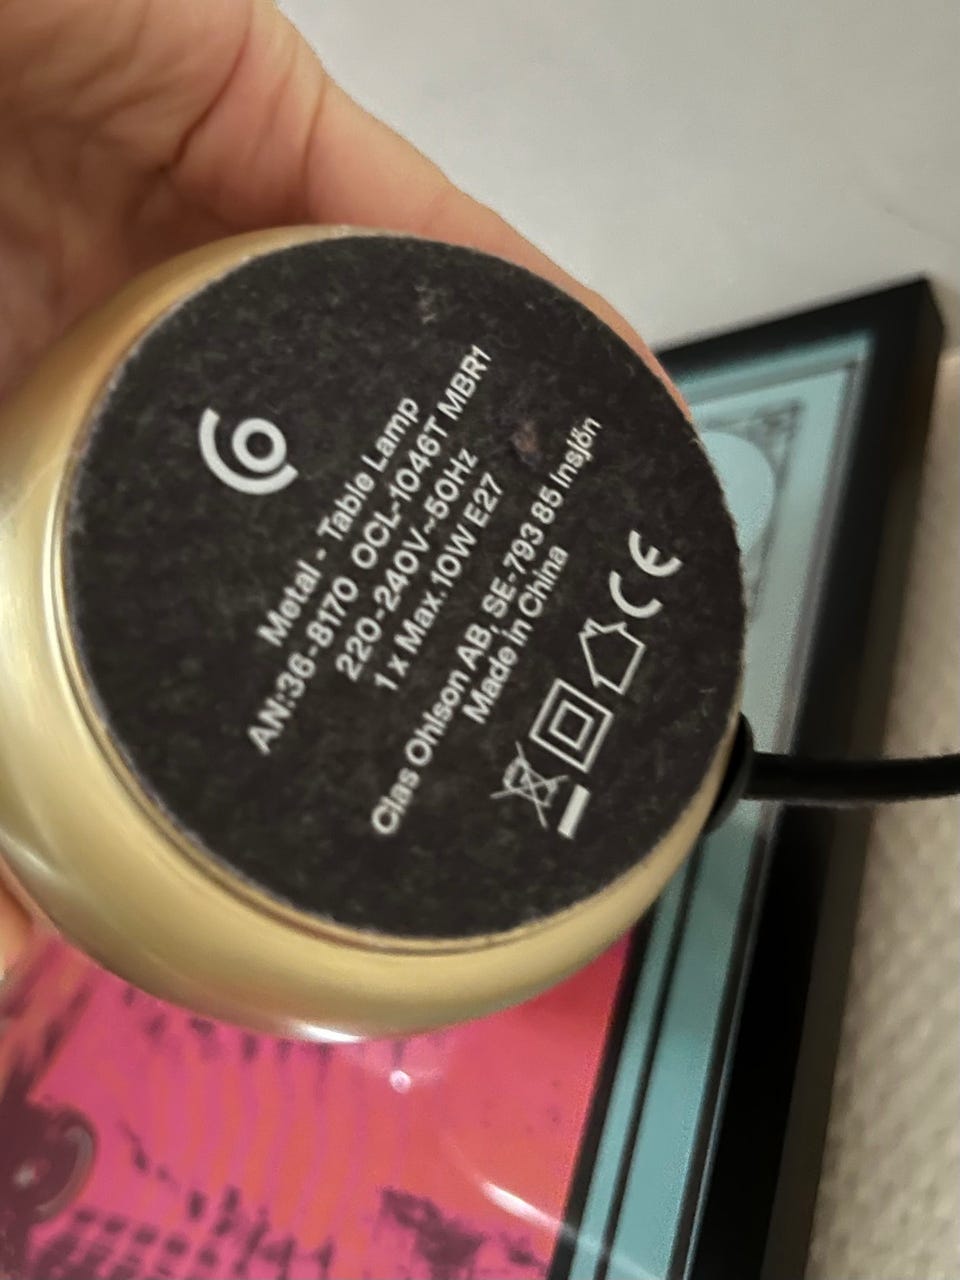 Metal - Table Lamp
AN:36-8170 OCL-1046T MBR1
220-240V~50Hz
1 x Max.10W E27
Clas Ohlson AB, SE-793 85 Insjön
Made in China
CE